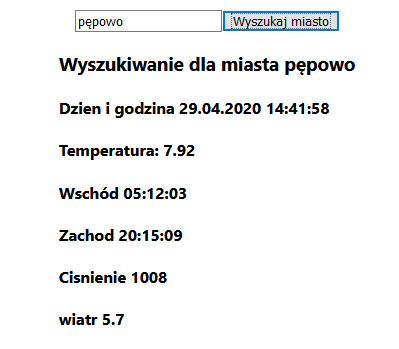 pępowo Wyszukaj miasto
Wyszukiwanie dla miasta pępowo
Dzien i godzina 29.04.2020 14:41:58
Temperatura: 7.92
Wschód 05:12:03
Zachod 20:15:09
Cisnienie 1008
wiatr 5.7